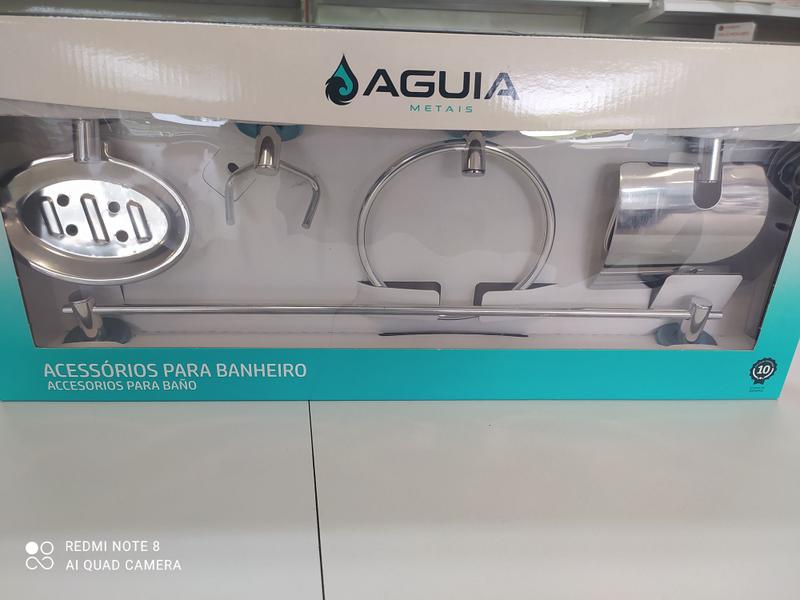 AGUIA
METAIS
ACESSÓRIOS PARA BANHEIRO
ACCESORIOS PARA BAÑO
10
REDMI NOTE 8
AI QUAD CAMERA